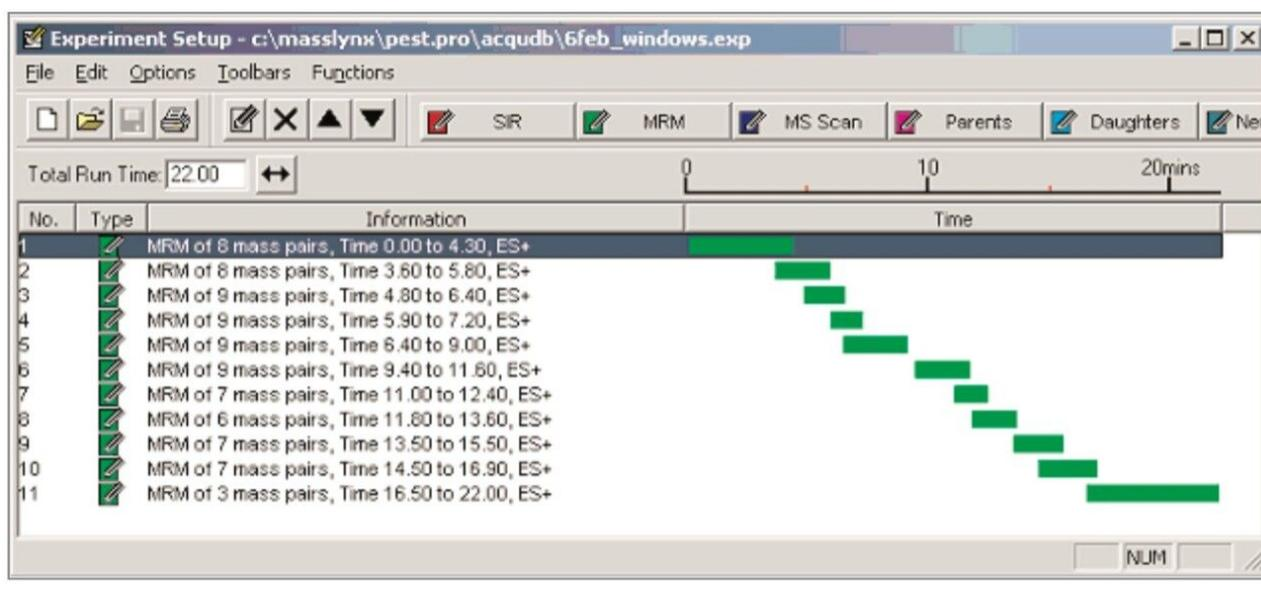 Experiment Setup - c:\masslynx\pest.pro\acqudb\6feb_windows.exp
File Edit Options Toolbars Functions
SIR MRM MS Scan Parents Daughters
Total Run Time: 22.00 0 10 20mins
No. Type Information Time
1 MRM of 8 mass pairs, Time 0.00 to 4.30, ES+
2 MRM of 8 mass pairs, Time 3.60 to 5.80, ES+
3 MRM of 9 mass pairs, Time 4.80 to 6.40, ES+
4 MRM of 9 mass pairs, Time 5.90 to 7.20, ES+
5 MRM of 9 mass pairs, Time 6.40 to 9.00, ES+
6 MRM of 9 mass pairs, Time 9.40 to 11.60, ES+
7 MRM of 7 mass pairs, Time 11.00 to 12.40, ES+
8 MRM of 6 mass pairs, Time 11.80 to 13.60, ES+
9 MRM of 7 mass pairs, Time 13.50 to 15.50, ES+
10 MRM of 7 mass pairs, Time 14.50 to 16.90, ES+
11 MRM of 3 mass pairs, Time 16.50 to 22.00, ES+
NUM